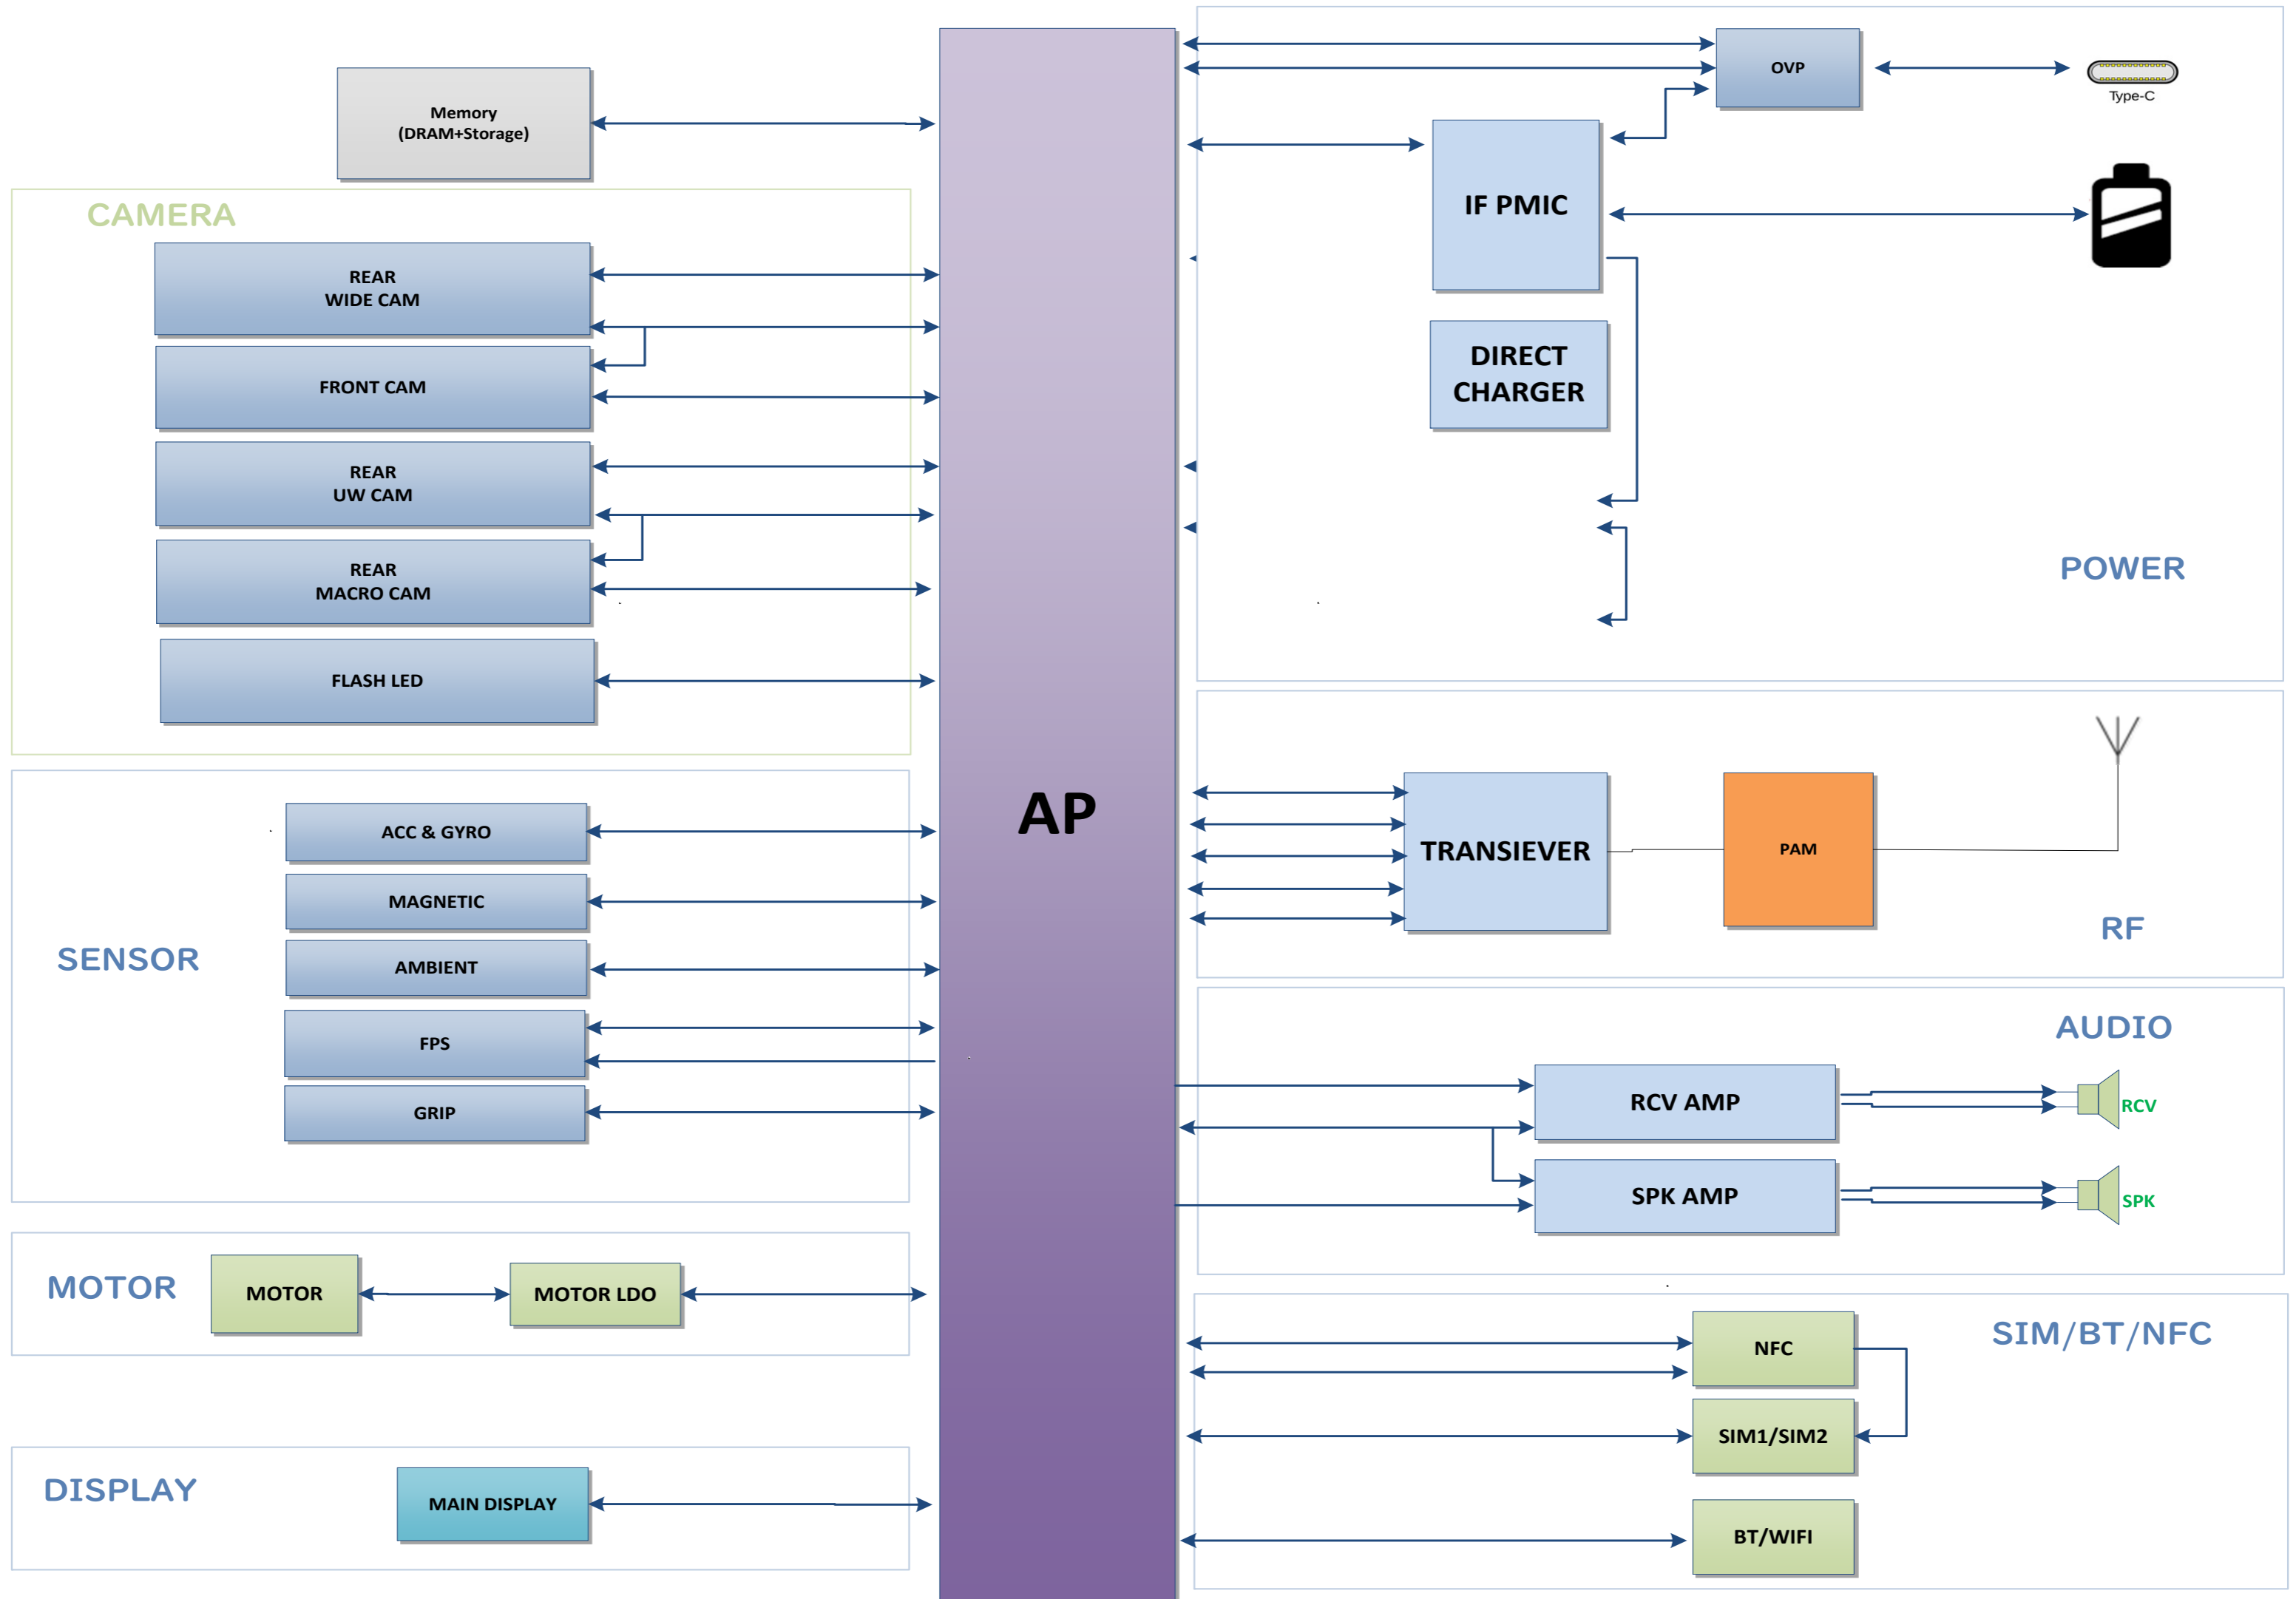 Memory
(DRAM+Storage)
CAMERA
REAR
WIDE CAM
FRONT CAM
REAR
UW CAM
REAR
MACRO CAM
FLASH LED
SENSOR
ACC & GYRO
MAGNETIC
AMBIENT
FPS
GRIP
MOTOR
MOTOR
MOTOR LDO
DISPLAY
MAIN DISPLAY
AP
OVP
Type-C
IF PMIC
DIRECT
CHARGER
POWER
TRANSIEVER
PAM
RF
AUDIO
RCV AMP
RCV
SPK AMP
SPK
SIM/BT/NFC
NFC
SIM1/SIM2
BT/WIFI